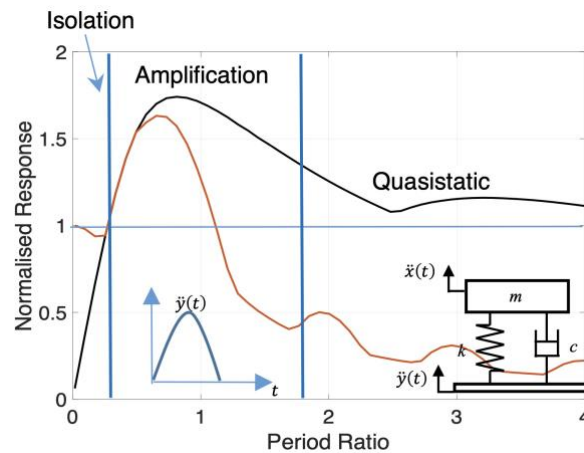 Isolation
Amplification
Quasistatic
2
1.5
1
0.5
0
Normalised Response
0
1
2
3
4
Period Ratio
ÿ(t)
t
ẍ(t)
m
k
c
ÿ(t)